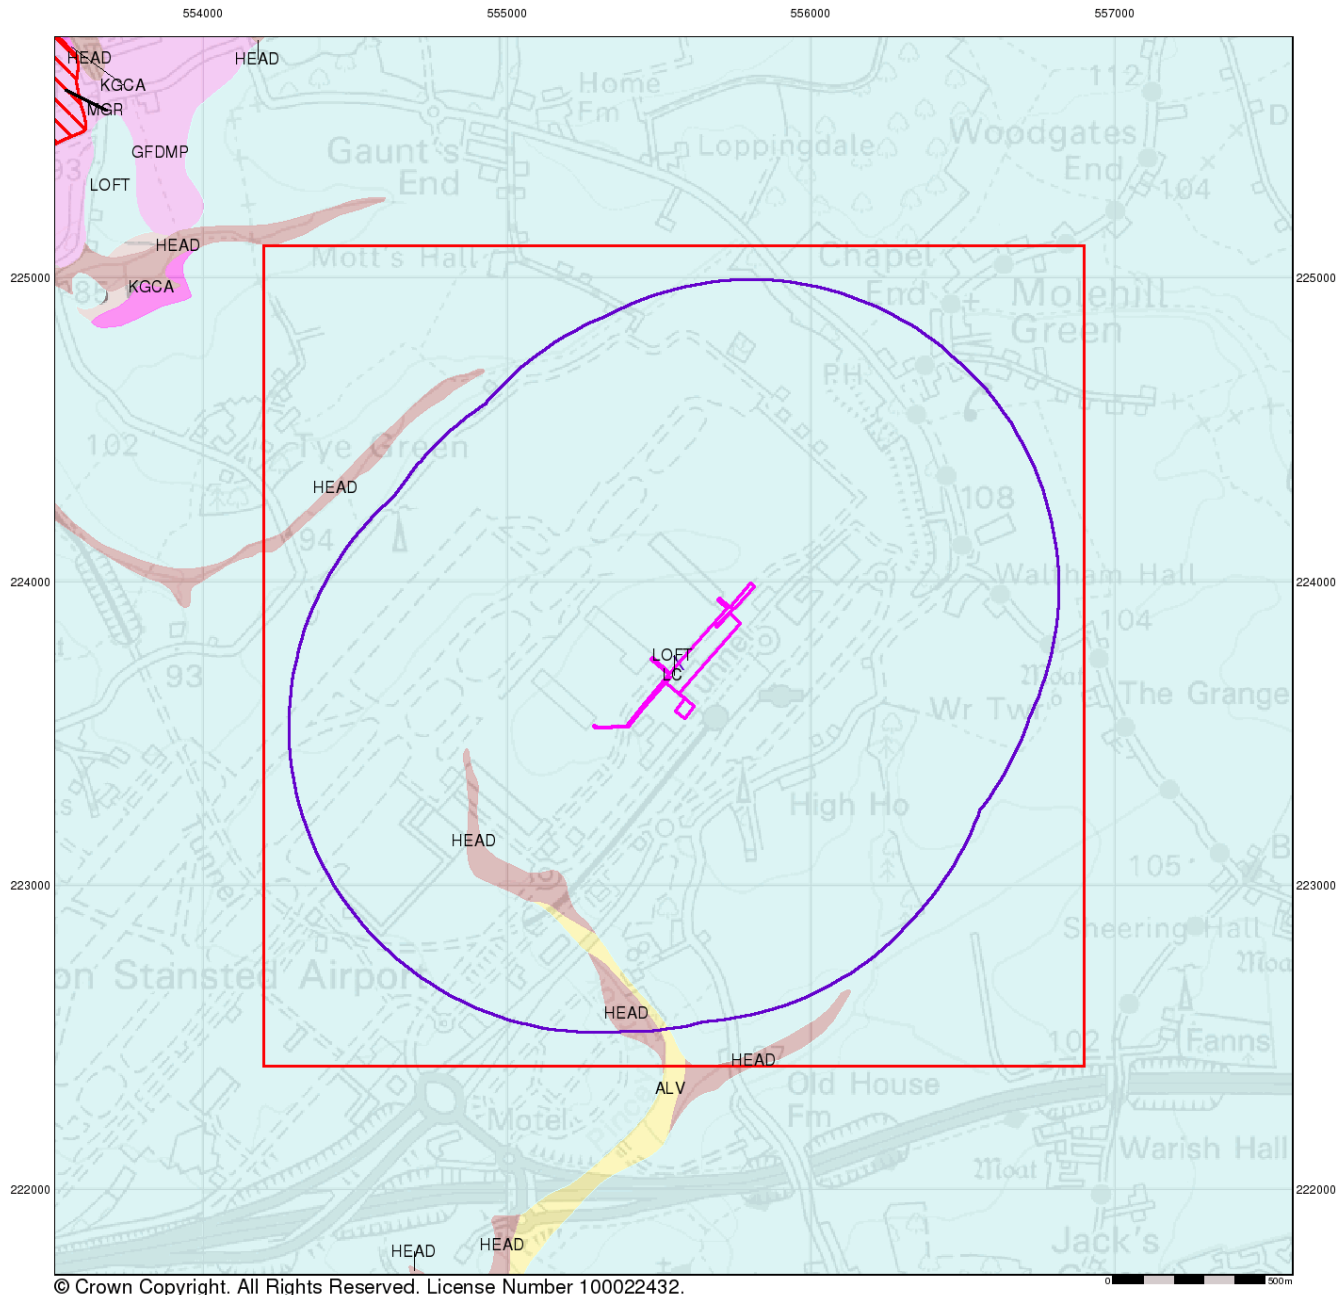 554000 555000 556000 557000
HEAD
HEAD
KGCA
MGR
112
Home
Fm
D
Woodgates
End
Loppingdale
Gaunt's
End
GFDMP
93
LOFT
104
HEAD
Mott's Hall
Chapel
End
225000
225000
KGCA
Molehill
Green
PH
102
Tye Green
HEAD
108
94
224000
224000
Waltham Hall
104
LOFT
LC
93
Moat
The Grange
Wr Twr
HEAD
High Ho
105
B
223000
223000
Sheering Hall
on Stansted Airport
Moa
HEAD
102
Fanns
HEAD
ALV
Old House
Fm
Motel
Warish Hall
Moat
222000
222000
HEAD
HEAD
Jack's
© Crown Copyright. All Rights Reserved. License Number 100022432.
0 500m